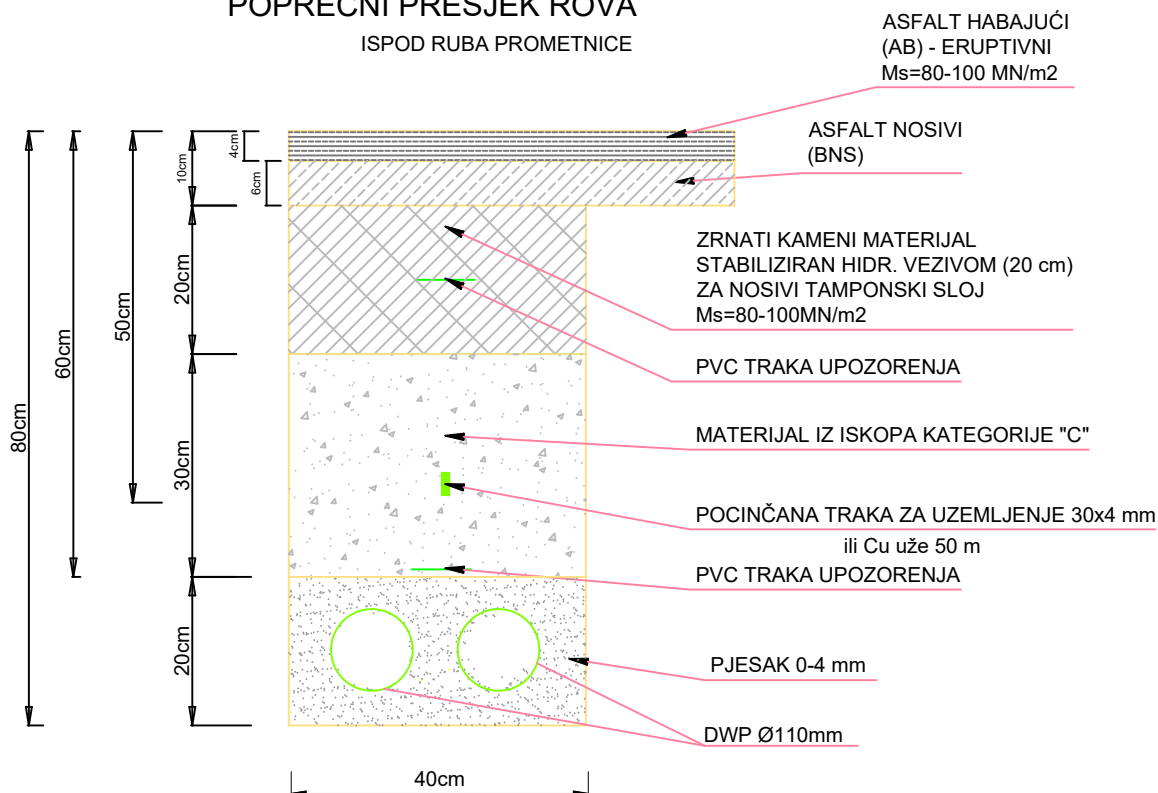 POPREČNI PRESJEK ROVA
ISPOD RUBA PROMETNICE
ASFALT HABAJUĆI
(AB) - ERUPTIVNI
Ms=80-100 MN/m2
ASFALT NOSIVI
(BNS)
ZRNATI KAMENI MATERIJAL
STABILIZIRAN HIDR. VEZIVOM (20 cm)
ZA NOSIVI TAMPONSKI SLOJ
Ms=80-100MN/m2
PVC TRAKA UPOZORENJA
MATERIJAL IZ ISKOPA KATEGORIJE "C"
POCINČANA TRAKA ZA UZEMLJENJE 30x4 mm
ili Cu uže 50 m
PVC TRAKA UPOZORENJA
PJESAK 0-4 mm
DWP Ø110mm
80cm
60cm
50cm
10cm
4cm
6cm
20cm
30cm
20cm
40cm